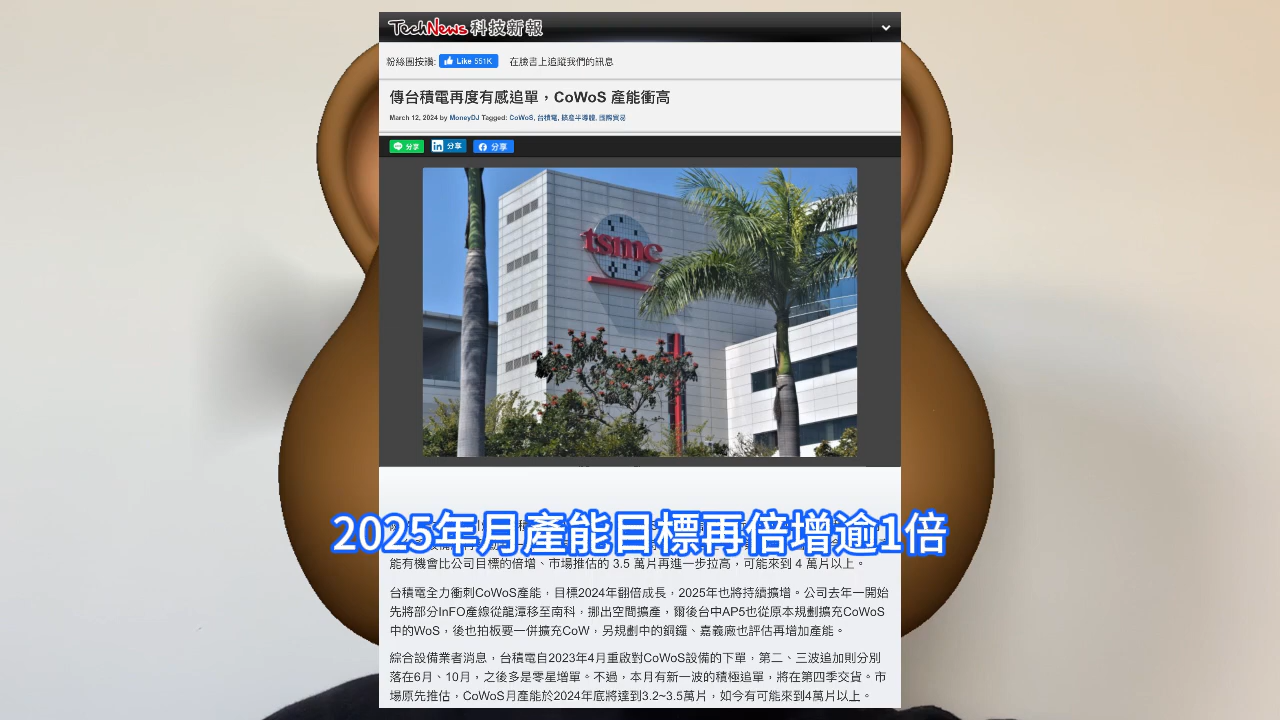 TechNews 科技新報
粉絲團按讚: Like 551K 在臉書上追蹤我們的訊息
傳台積電再度有感追單，CoWoS 產能衝高
March 12, 2024 by MoneyDJ Tagged: CoWoS, 台積電, 擴產半導體, 國際貿易
分享 分享 分享
tsmc
2025年月產能目標再倍增逾1倍
能有機會比公司目標的倍增、市場推估的 3.5 萬片再進一步拉高，可能來到 4 萬片以上。
台積電全力衝刺CoWoS產能，目標2024年翻倍成長，2025年也將持續擴增。公司去年一開始
先將部分InFO產線從龍潭移至南科，挪出空間擴產，爾後台中AP5也從原本規劃擴充CoWoS
中的WoS，後也拍板要一併擴充CoW，另規劃中的銅鑼、嘉義廠也評估再增加產能。
綜合設備業者消息，台積電自2023年4月重啟對CoWoS設備的下單，第二、三波追加則分別
落在6月、10月，之後多是零星增單。不過，本月有新一波的積極追單，將在第四季交貨。市
場原先推估，CoWoS月產能於2024年底將達到3.2~3.5萬片，如今有可能來到4萬片以上。